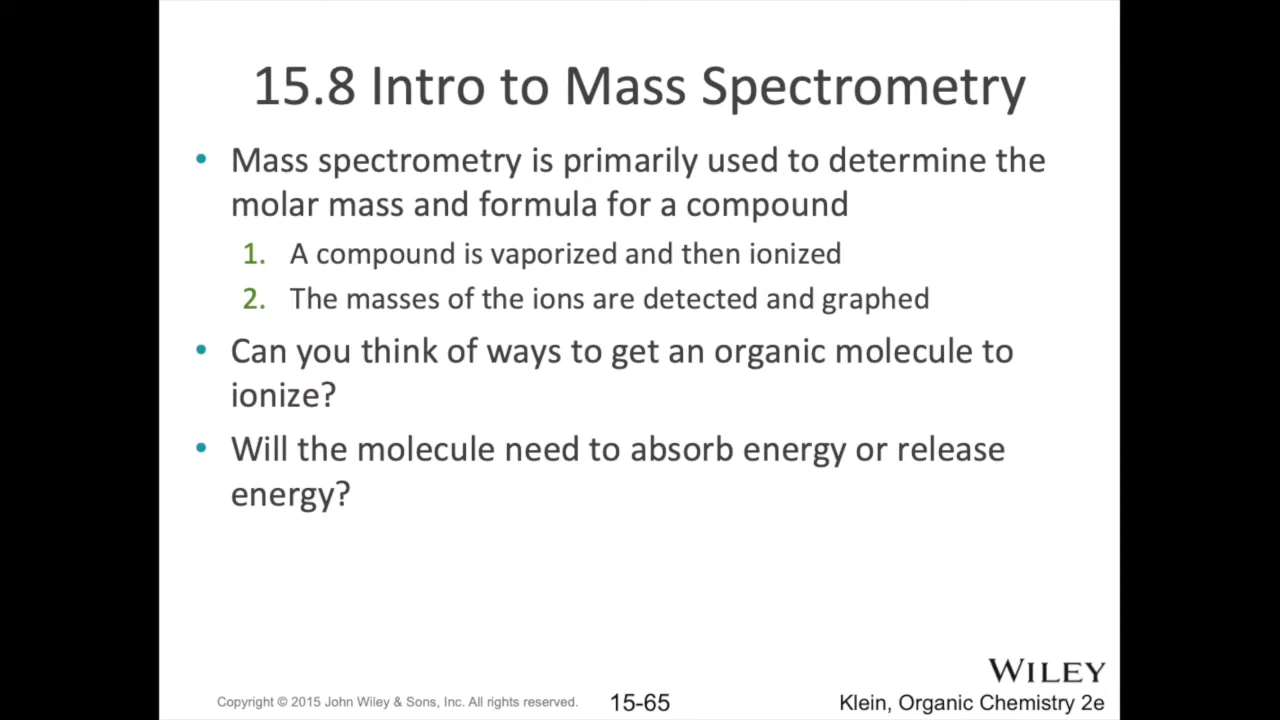 15.8 Intro to Mass Spectrometry
• Mass spectrometry is primarily used to determine the
molar mass and formula for a compound
1. A compound is vaporized and then ionized
2. The masses of the ions are detected and graphed
• Can you think of ways to get an organic molecule to
ionize?
• Will the molecule need to absorb energy or release
energy?
WILEY
Copyright © 2015 John Wiley & Sons, Inc. All rights reserved.
15-65
Klein, Organic Chemistry 2e